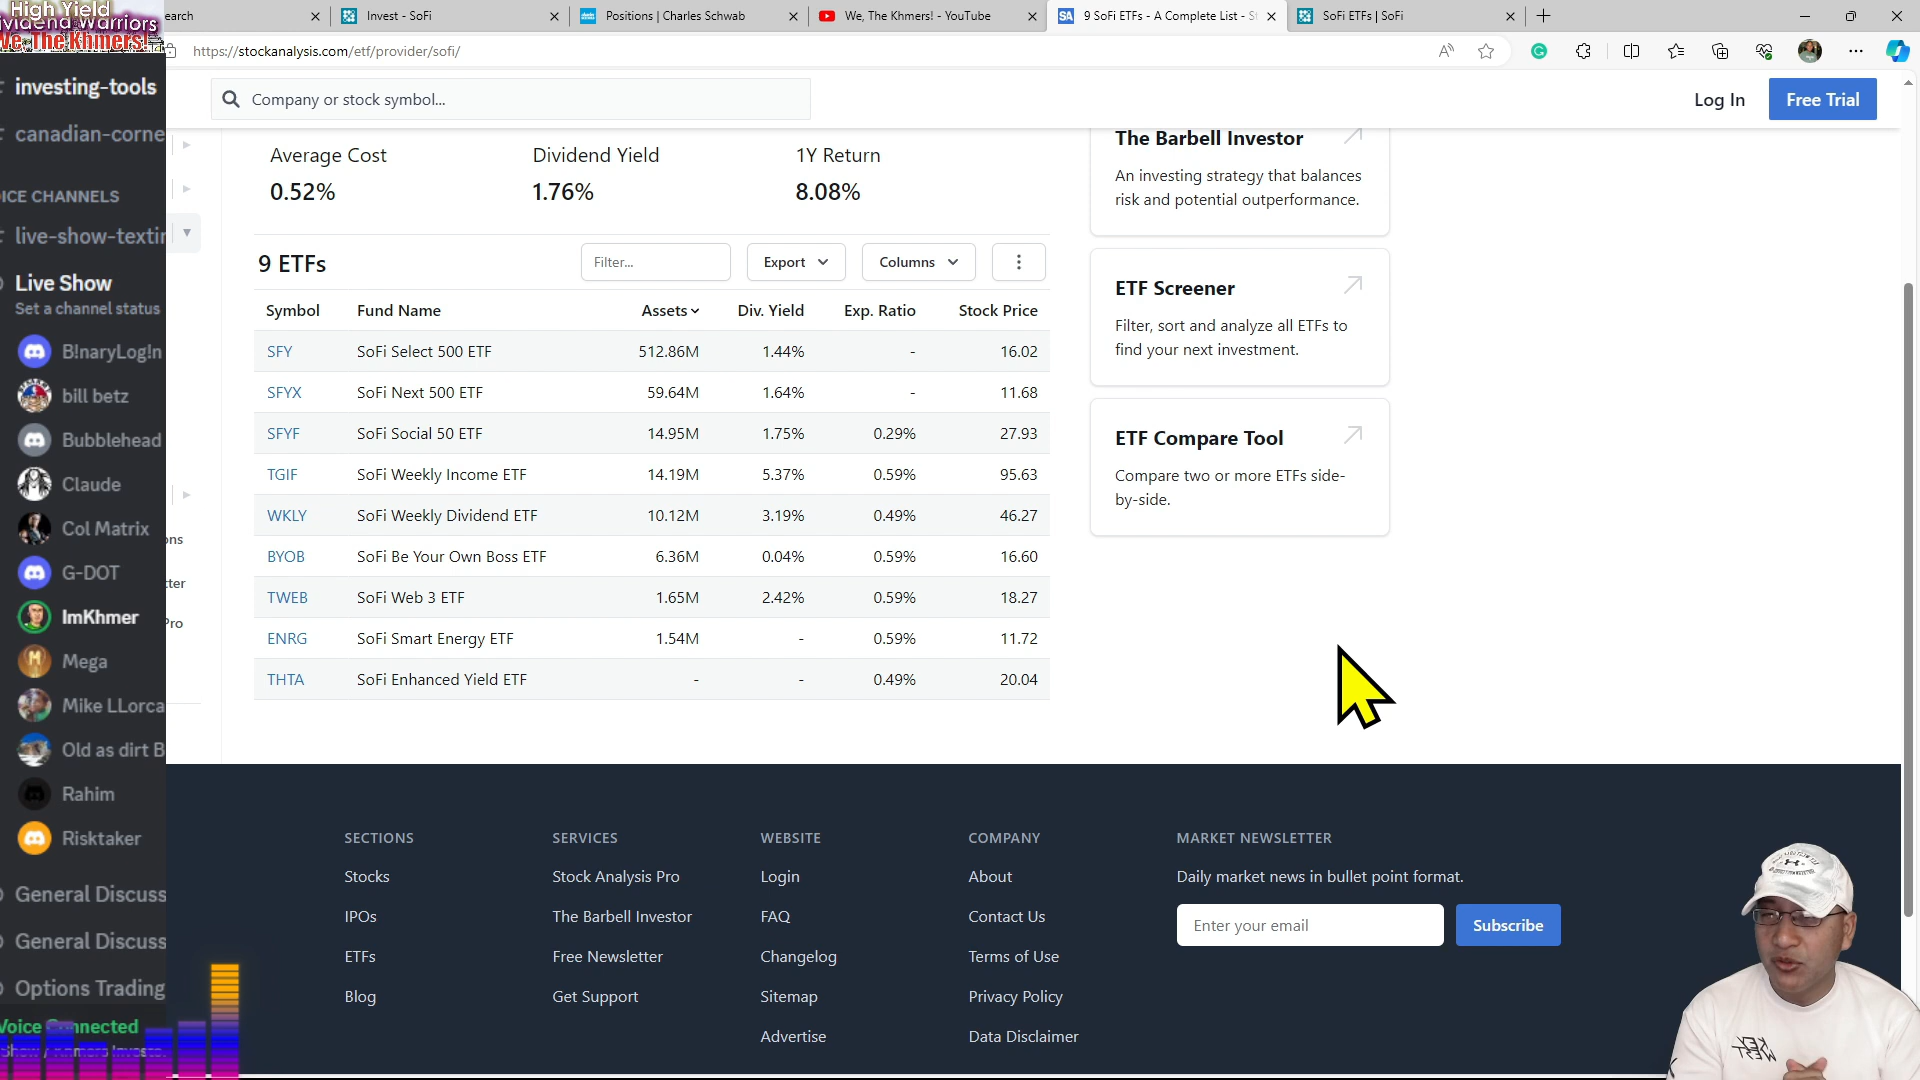 High Yield
Dividend Warriors
We, The Khmers!
earch
Invest - SoFi
Positions | Charles Schwab
We, The Khmers! - YouTube
SA 9 SoFi ETFs - A Complete List - S
SoFi ETFs | SoFi
https://stockanalysis.com/etf/provider/sofi/
investing-tools
canadian-corne
ICE CHANNELS
live-show-textin
Live Show
Set a channel status
B!naryLog!n
bill betz
Bubblehead
Claude
Col Matrix
G-DOT
ImKhmer
Mega
Mike LLorca
Old as dirt B
Rahim
Risktaker
General Discuss
General Discuss
Options Trading
Voice Connected
ons
tter
Pro
Company or stock symbol...
Log In
Free Trial
Average Cost
0.52%
Dividend Yield
1.76%
1Y Return
8.08%
9 ETFs
Filter...
Export
Columns
Symbol Fund Name Assets Div. Yield Exp. Ratio Stock Price
SFY SoFi Select 500 ETF 512.86M 1.44% - 16.02
SFYX SoFi Next 500 ETF 59.64M 1.64% - 11.68
SFYF SoFi Social 50 ETF 14.95M 1.75% 0.29% 27.93
TGIF SoFi Weekly Income ETF 14.19M 5.37% 0.59% 95.63
WKLY SoFi Weekly Dividend ETF 10.12M 3.19% 0.49% 46.27
BYOB SoFi Be Your Own Boss ETF 6.36M 0.04% 0.59% 16.60
TWEB SoFi Web 3 ETF 1.65M 2.42% 0.59% 18.27
ENRG SoFi Smart Energy ETF 1.54M - 0.59% 11.72
THTA SoFi Enhanced Yield ETF - - 0.49% 20.04
The Barbell Investor
An investing strategy that balances
risk and potential outperformance.
ETF Screener
Filter, sort and analyze all ETFs to
find your next investment.
ETF Compare Tool
Compare two or more ETFs side-
by-side.
SECTIONS
Stocks
IPOs
ETFs
Blog
SERVICES
Stock Analysis Pro
The Barbell Investor
Free Newsletter
Get Support
WEBSITE
Login
FAQ
Changelog
Sitemap
Advertise
COMPANY
About
Contact Us
Terms of Use
Privacy Policy
Data Disclaimer
MARKET NEWSLETTER
Daily market news in bullet point format.
Enter your email
Subscribe
KEY
WEST